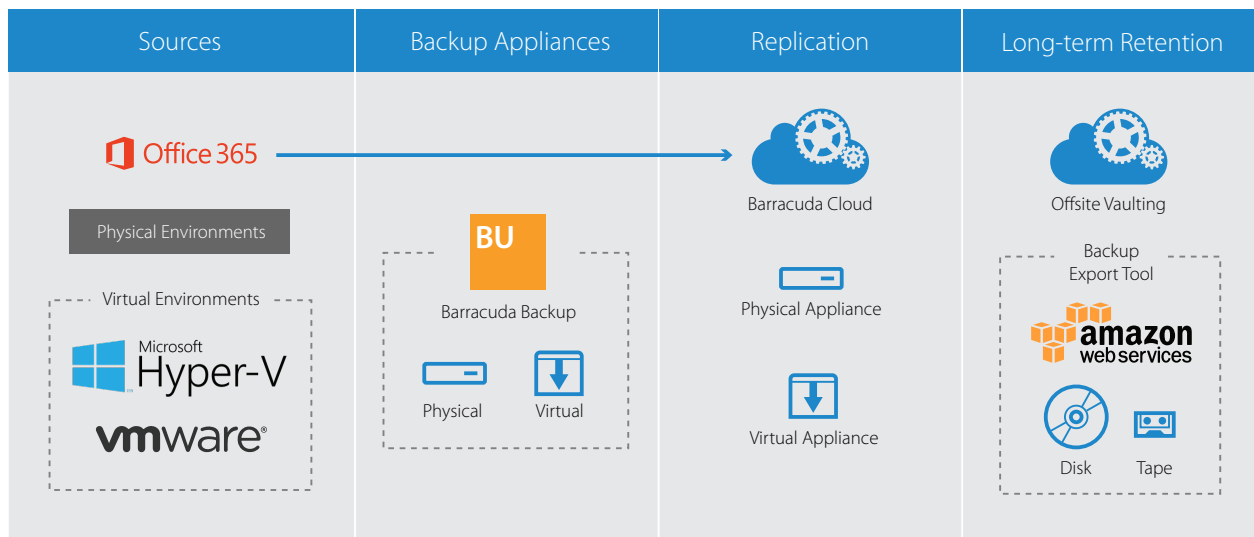 Sources
Backup Appliances
Replication
Long-term Retention
Office 365
Physical Environments
Virtual Environments
Microsoft
Hyper-V
vmware®
BU
Barracuda Backup
Physical
Virtual
Barracuda Cloud
Physical Appliance
Virtual Appliance
Offsite Vaulting
Backup
Export Tool
amazon
web services
Disk
Tape